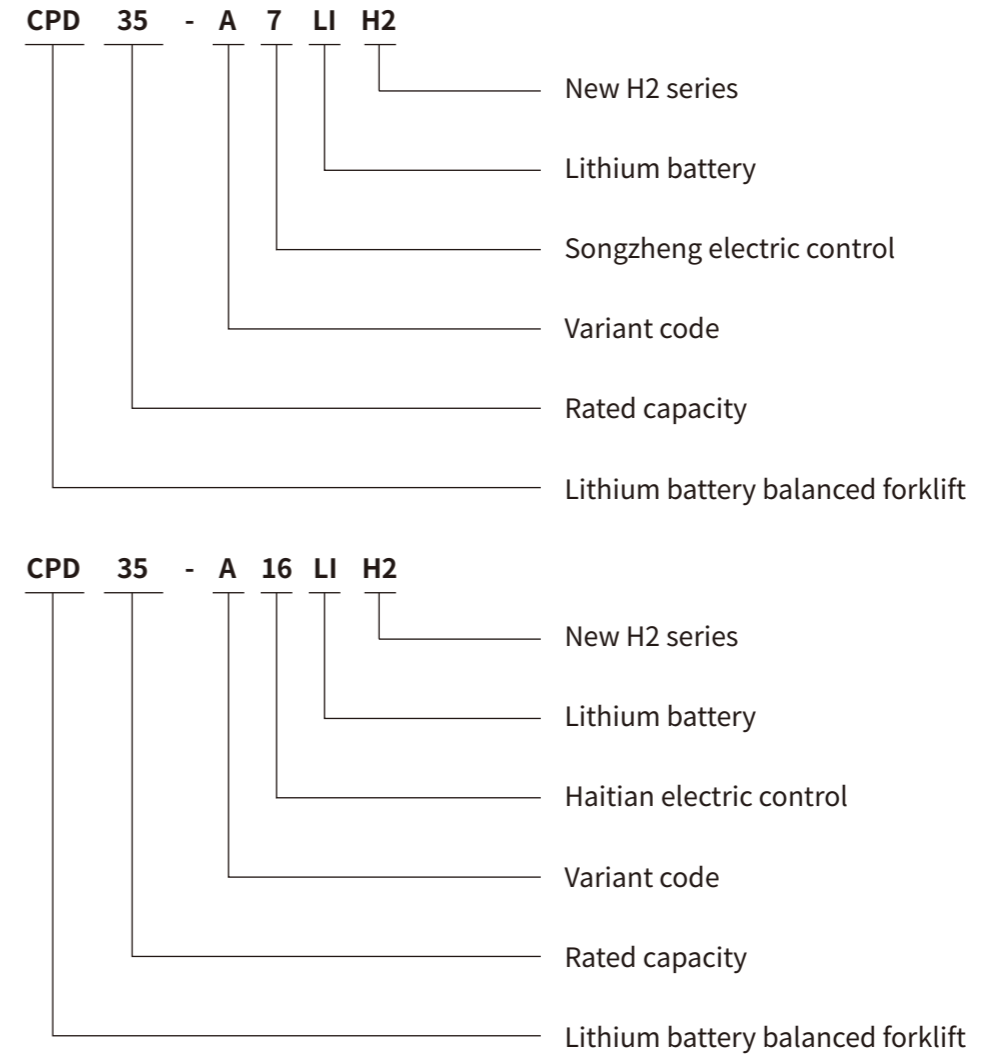 CPD 35 - A 7 LI H2
New H2 series
Lithium battery
Songzheng electric control
Variant code
Rated capacity
Lithium battery balanced forklift
CPD 35 - A 16 LI H2
New H2 series
Lithium battery
Haitian electric control
Variant code
Rated capacity
Lithium battery balanced forklift